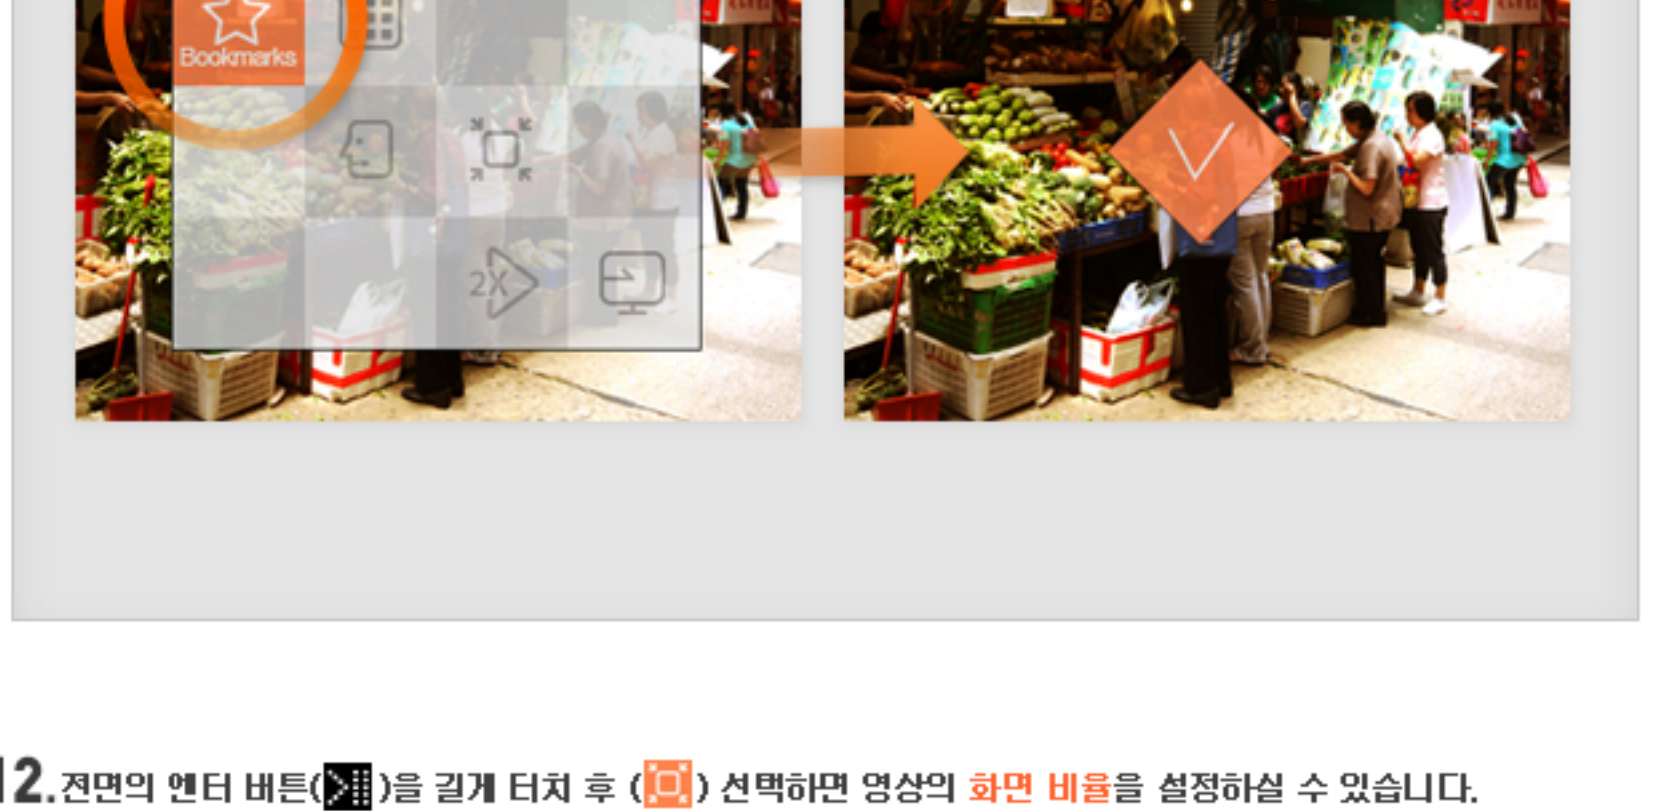 Bookmarks
2X
12.전면의 엔터 버튼( )을 길게 터치 후 ( ) 선택하면 영상의 화면 비율을 설정하실 수 있습니다.